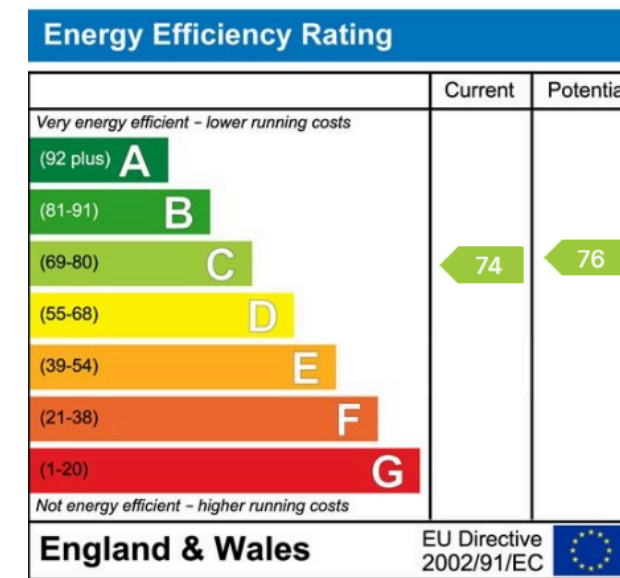 Energy Efficiency Rating
Current Potentia
Very energy efficient – lower running costs
(92 plus) A
(81-91) B
(69-80) C 74 76
(55-68) D
(39-54) E
(21-38) F
(1-20) G
Not energy efficient – higher running costs
England & Wales
EU Directive
2002/91/EC